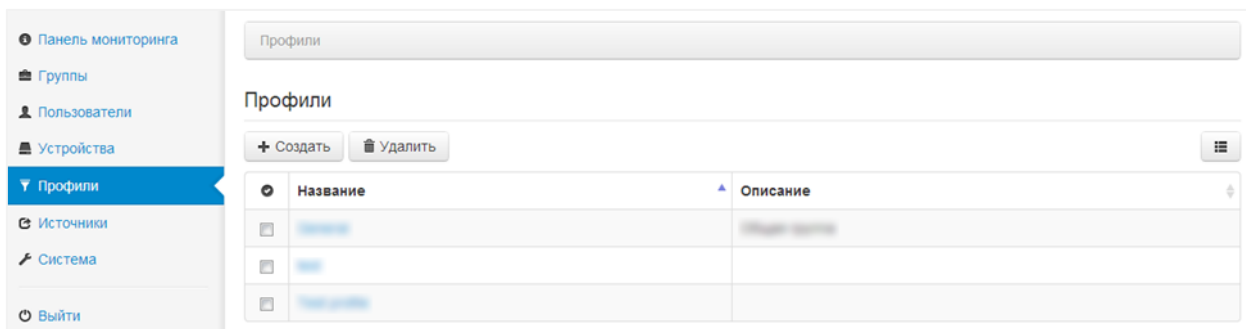 Панель мониторинга
Группы
Пользователи
Устройства
Профили
Источники
Система
Выйти
Профили
Профили
Создать Удалить
Название Описание